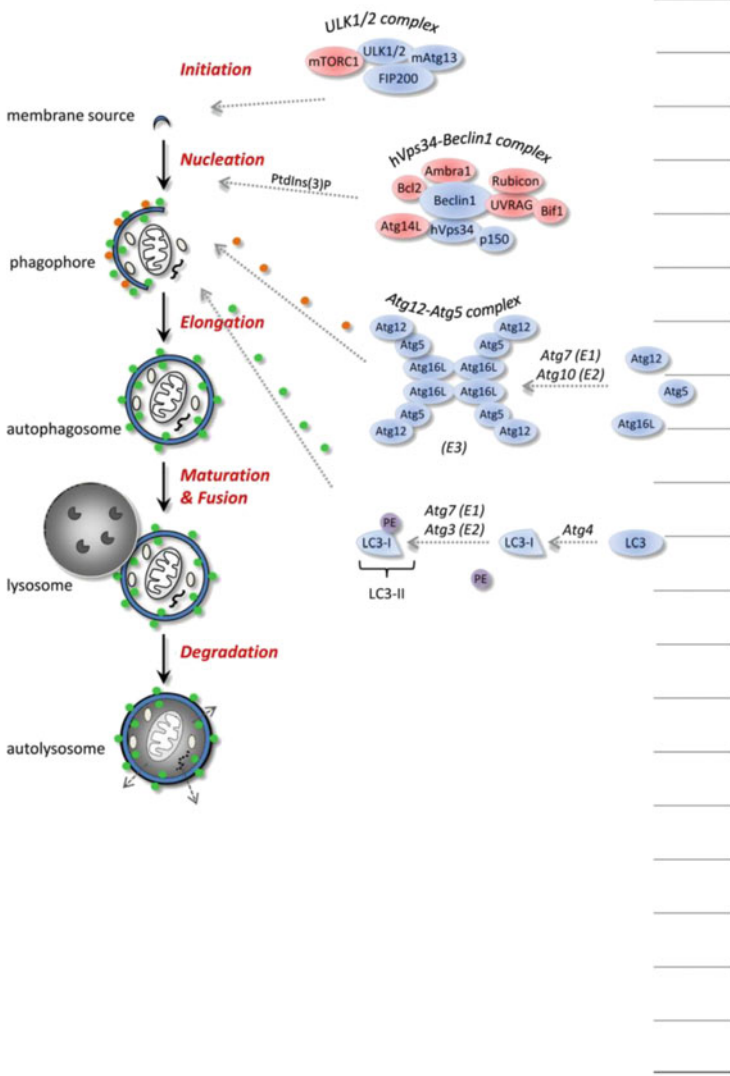 ULK1/2 complex
ULK1/2
mTORC1
mAtg13
FIP200
Initiation
membrane source
Nucleation
PtdIns(3)P
hVps34-Beclin1 complex
Ambra1
Rubicon
Bcl2
Beclin1
UVRAG
Bif1
Atg14L
hVps34
p150
phagophore
Elongation
Atg12-Atg5 complex
Atg12
Atg12
Atg5
Atg5
Atg16L
Atg16L
Atg16L
Atg16L
Atg5
Atg5
Atg12
Atg12
(E3)
Atg7 (E1)
Atg10 (E2)
Atg12
Atg5
Atg16L
autophagosome
Maturation
& Fusion
lysosome
PE
LC3-I
LC3-II
Atg7 (E1)
Atg3 (E2)
PE
LC3-I
Atg4
LC3
Degradation
autolysosome